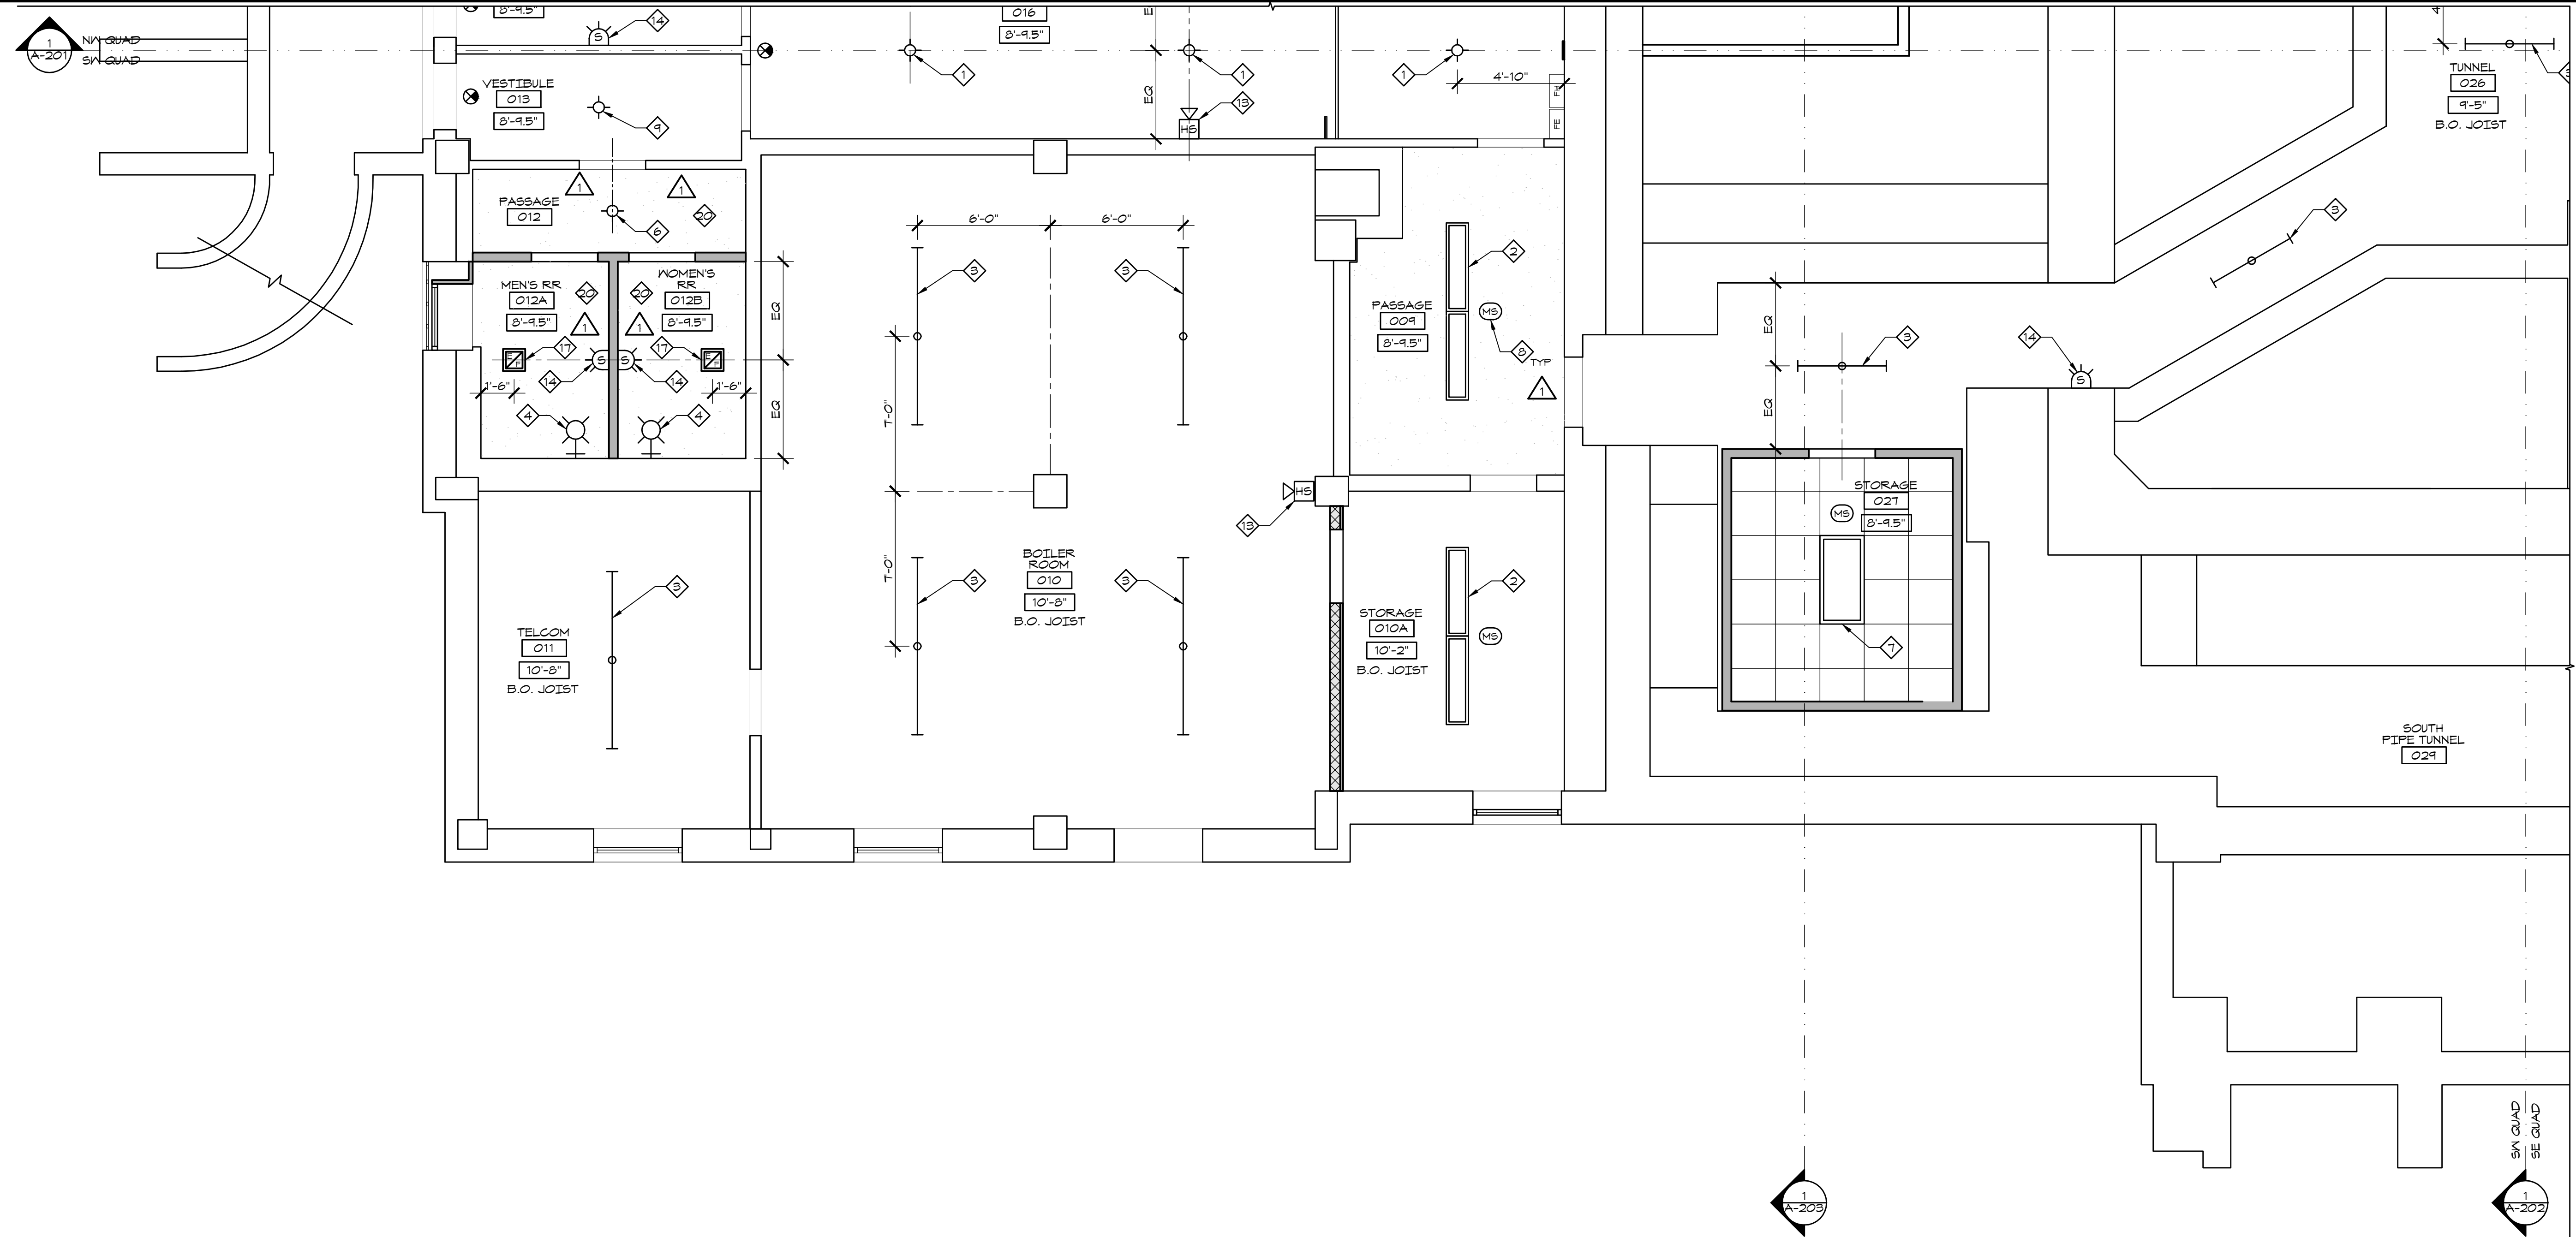 1
A-201
NW QUAD
SW QUAD
8'-9.5"
14
S
016
8'-9.5"
1
1
1
EQ
13
HS
4'-10"
FW
FE
4
TUNNEL
026
9'-5"
B.O. JOIST
3
VESTIBULE
013
8'-9.5"
9
PASSAGE
012
1
1
20
6
MEN'S RR
012A
8'-9.5"
20
1
17
WOMEN'S
RR
012B
8'-9.5"
20
1
17
E
F
E
F
S
S
14
14
1'-6"
1'-6"
4
4
EQ
EQ
6'-0"
6'-0"
3
3
7'-0"
7'-0"
3
3
BOILER
ROOM
010
10'-8"
B.O. JOIST
HS
13
TELCOM
011
10'-8"
B.O. JOIST
3
PASSAGE
009
8'-9.5"
2
MS
8
TYP
1
STORAGE
010A
10'-2"
B.O. JOIST
2
MS
EQ
EQ
3
3
14
S
STORAGE
027
8'-9.5"
MS
7
SOUTH
PIPE TUNNEL
029
SW QUAD
SE QUAD
1
A-203
1
A-202